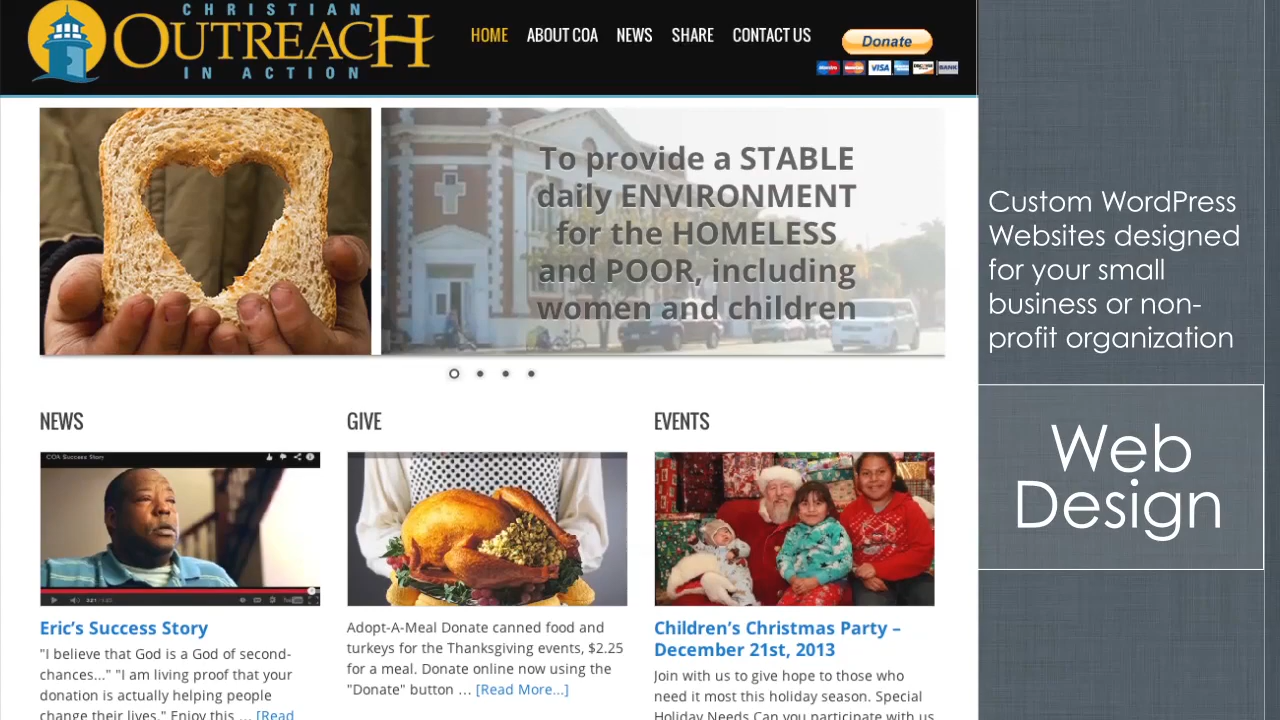 CHRISTIAN
OUTREACH
IN ACTION
HOME ABOUT COA NEWS SHARE CONTACT US
Donate
VISA
BANK
To provide a STABLE
daily ENVIRONMENT
for the HOMELESS
and POOR, including
women and children
NEWS
COA Success Story
Eric’s Success Story
"I believe that God is a God of second-
chances..." "I am living proof that your
donation is actually helping people
change their lives." Enjoy this … [Read
GIVE
Adopt-A-Meal Donate canned food and
turkeys for the Thanksgiving events, $2.25
for a meal. Donate online now using the
"Donate" button … [Read More...]
EVENTS
Children’s Christmas Party –
December 21st, 2013
Join with us to give hope to those who
need it most this holiday season. Special
Holiday Needs Can you participate with us
Custom WordPress
Websites designed
for your small
business or non-
profit organization
Web
Design